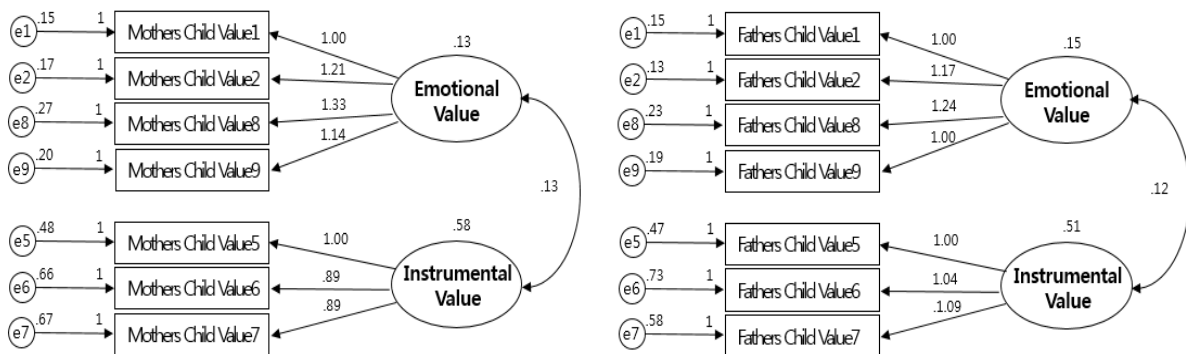 .15 1 Mothers Child Value1 1.00 .13
e1
.17 1 Mothers Child Value2 1.21
e2
Emotional
Value
.27 1 Mothers Child Value8 1.33
e8
.20 1 Mothers Child Value9 1.14
e9
.13
.48 1 Mothers Child Value5 1.00 .58
e5
.66 1 Mothers Child Value6 .89
e6
Instrumental
Value
.67 1 Mothers Child Value7 .89
e7
.15 1 Fathers Child Value1 1.00 .15
e1
.13 1 Fathers Child Value2 1.17
e2
Emotional
Value
.23 1 Fathers Child Value8 1.24
e8
.19 1 Fathers Child Value9 1.00
e9
.12
.47 1 Fathers Child Value5 1.00 .51
e5
.73 1 Fathers Child Value6 1.04
e6
Instrumental
Value
.58 1 Fathers Child Value7 .1.09
e7